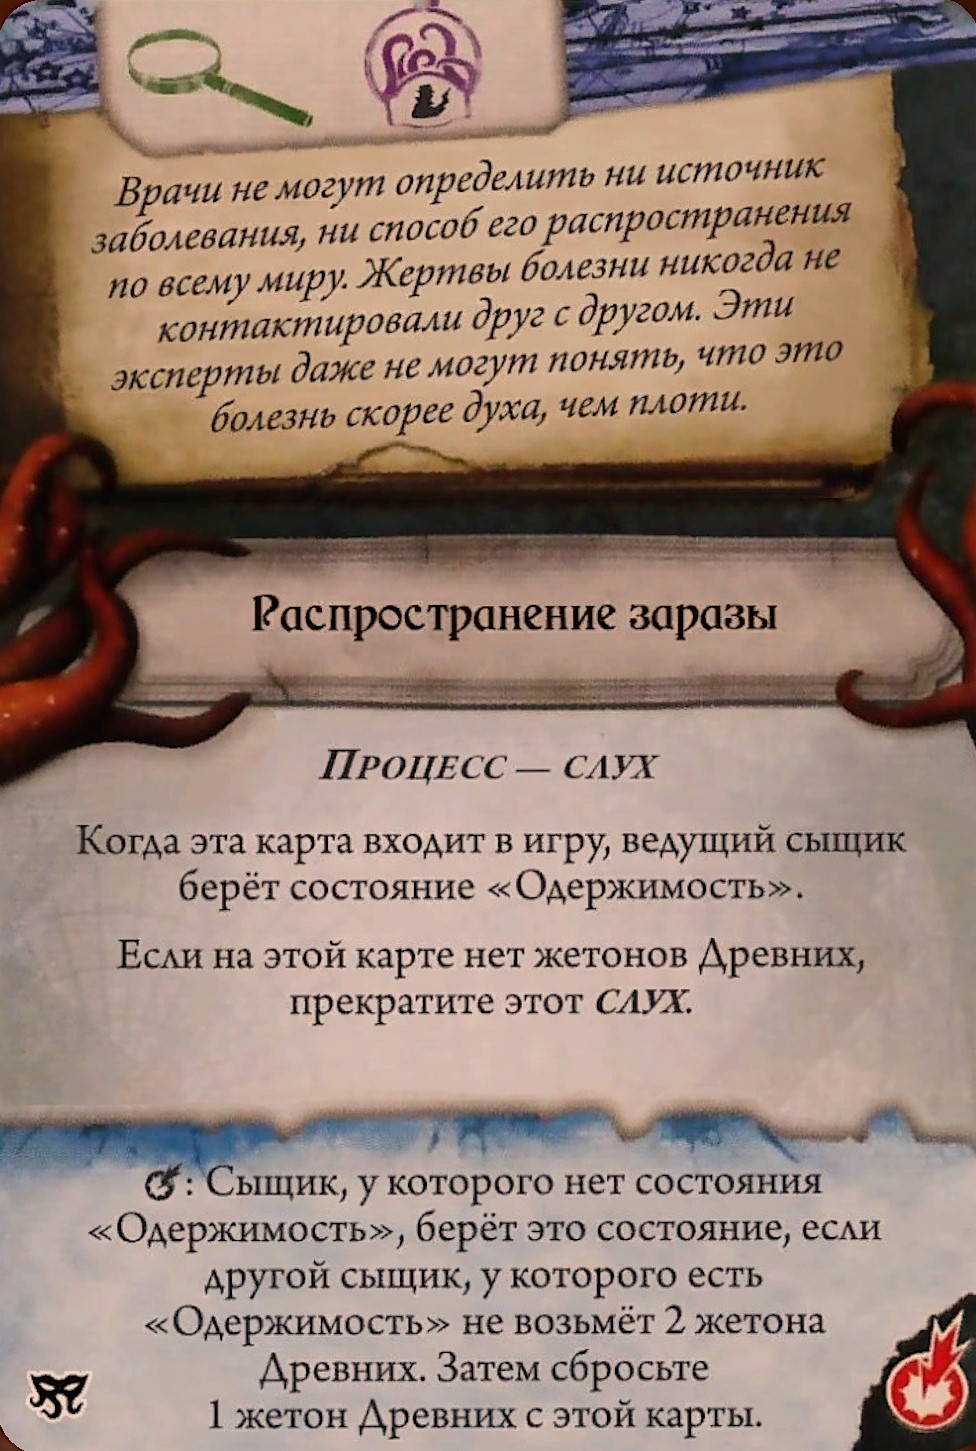 Врачи не могут определить ни источник
заболевания, ни способ его распространения
по всему миру. Жертвы болезни никогда не
контактировали друг с другом. Эти
эксперты даже не могут понять, что это
болезнь скорее духа, чем плоти.
Распространение заразы
Процесс — слух
Когда эта карта входит в игру, ведущий сыщик
берёт состояние «Одержимость».
Если на этой карте нет жетонов Древних,
прекратите этот СЛУХ.
: Сыщик, у которого нет состояния
«Одержимость», берёт это состояние, если
другой сыщик, у которого есть
«Одержимость» не возьмёт 2 жетона
Древних. Затем сбросьте
1 жетон Древних с этой карты.